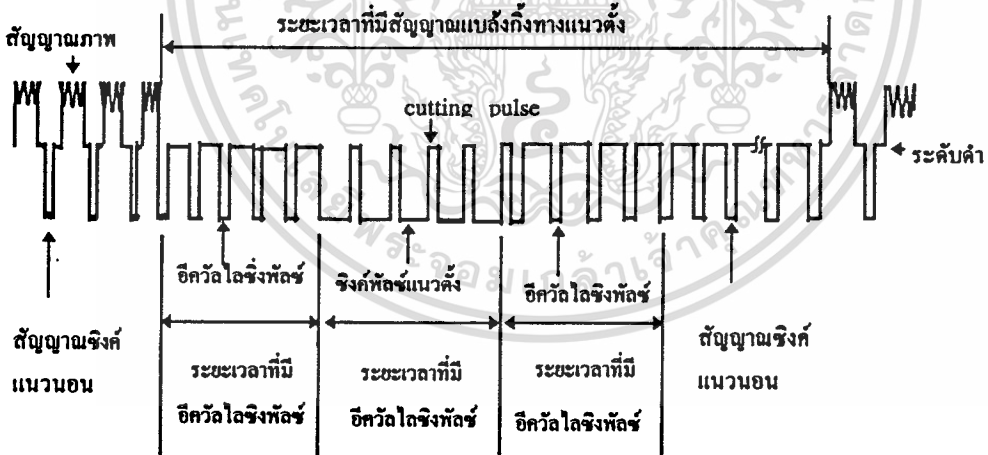 ระยะเวลาที่มีสัญญาณแบล้งกิ้งทางแนวตั้ง
สัญญาณภาพ
cutting pulse
ระดับดำ
อีควัลไลซิ่งพัลซ์
ซิงค์พัลซ์แนวตั้ง
อีควัลไลซิงพัลซ์
สัญญาณซิงค์
แนวนอน
ระยะเวลาที่มี
อีควัลไลซิงพัลซ์
ระยะเวลาที่มี
อีควัลไลซิงพัลซ์
ระยะเวลาที่มี
อีควัลไลซิงพัลซ์
สัญญาณซิงค์
แนวนอน